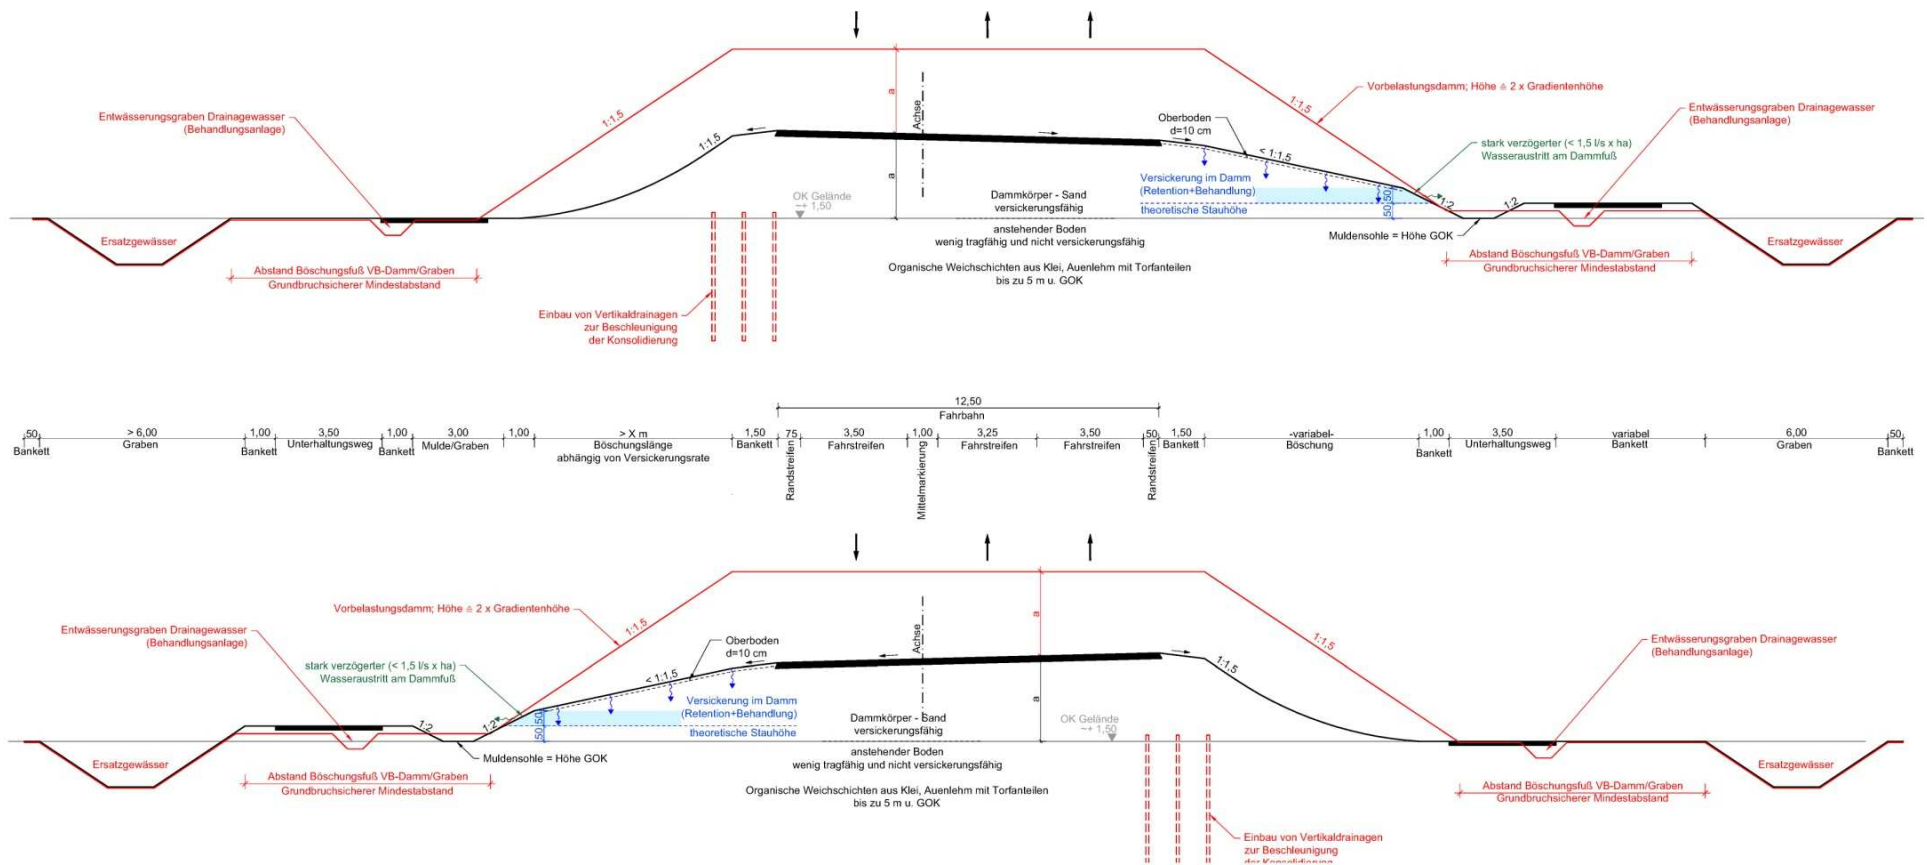 1:1,5
a
Achse
1:1,5
Vorbelastungsdamm; Höhe ≙ 2 x Gradientenhöhe
Entwässerungsgraben Drainagewasser
(Behandlungsanlage)
Entwässerungsgraben Drainagewasser
(Behandlungsanlage)
1:1,5
Oberboden
d=10 cm
< 1:1,5
stark verzögerter (< 1,5 l/s x ha)
Wasseraustritt am Dammfuß
a
Versickerung im Damm
(Retention+Behandlung)
theoretische Stauhöhe
50
50
1:2
1:2
OK Gelände
~+ 1,50
Dammkörper - Sand
versickerungsfähig
anstehender Boden
wenig tragfähig und nicht versickerungsfähig
Muldensohle = Höhe GOK
Ersatzgewässer
Ersatzgewässer
Abstand Böschungsfuß VB-Damm/Graben
Grundbruchsicherer Mindestabstand
Abstand Böschungsfuß VB-Damm/Graben
Grundbruchsicherer Mindestabstand
Organische Weichschichten aus Klei, Auenlehm mit Torfanteilen
bis zu 5 m u. GOK
Einbau von Vertikaldrainagen
zur Beschleunigung
der Konsolidierung
12,50
Fahrbahn
50
Bankett
> 6,00
Graben
1,00
Bankett
3,50
Unterhaltungsweg
1,00
Bankett
3,00
Mulde/Graben
1,00
> X m
Böschungslänge
abhängig von Versickerungsrate
1,50
Bankett
75
Randstreifen
3,50
Fahrstreifen
1,00
Mittelmarkierung
3,25
Fahrstreifen
3,50
Fahrstreifen
50
Randstreifen
1,50
Bankett
-variabel-
Böschung
1,00
Bankett
3,50
Unterhaltungsweg
variabel
Bankett
6,00
Graben
50
Bankett
Vorbelastungsdamm; Höhe ≙ 2 x Gradientenhöhe
1:1,5
a
Achse
1:1,5
Entwässerungsgraben Drainagewasser
(Behandlungsanlage)
Oberboden
d=10 cm
Entwässerungsgraben Drainagewasser
(Behandlungsanlage)
1:1,5
stark verzögerter (< 1,5 l/s x ha)
Wasseraustritt am Dammfuß
< 1:1,5
a
Versickerung im Damm
(Retention+Behandlung)
theoretische Stauhöhe
50
50
1:2
1:2
Dammkörper - Sand
versickerungsfähig
OK Gelände
~+ 1,50
anstehender Boden
wenig tragfähig und nicht versickerungsfähig
Muldensohle = Höhe GOK
Ersatzgewässer
Ersatzgewässer
Abstand Böschungsfuß VB-Damm/Graben
Grundbruchsicherer Mindestabstand
Abstand Böschungsfuß VB-Damm/Graben
Grundbruchsicherer Mindestabstand
Organische Weichschichten aus Klei, Auenlehm mit Torfanteilen
bis zu 5 m u. GOK
Einbau von Vertikaldrainagen
zur Beschleunigung
der Konsolidierung